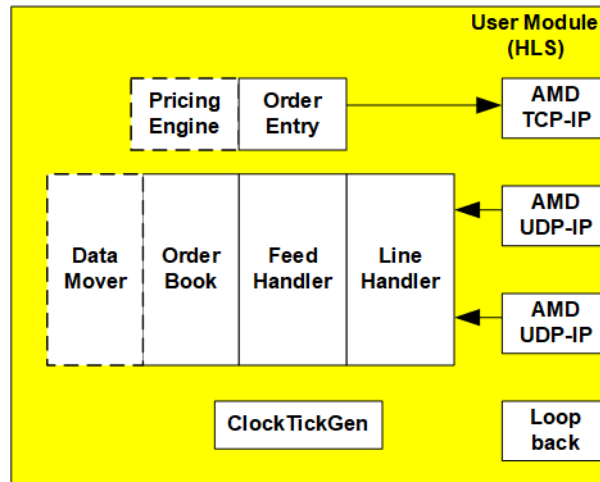 User Module
(HLS)
Pricing
Engine
Order
Entry
AMD
TCP-IP
Data
Mover
Order
Book
Feed
Handler
Line
Handler
AMD
UDP-IP
AMD
UDP-IP
ClockTickGen
Loop
back